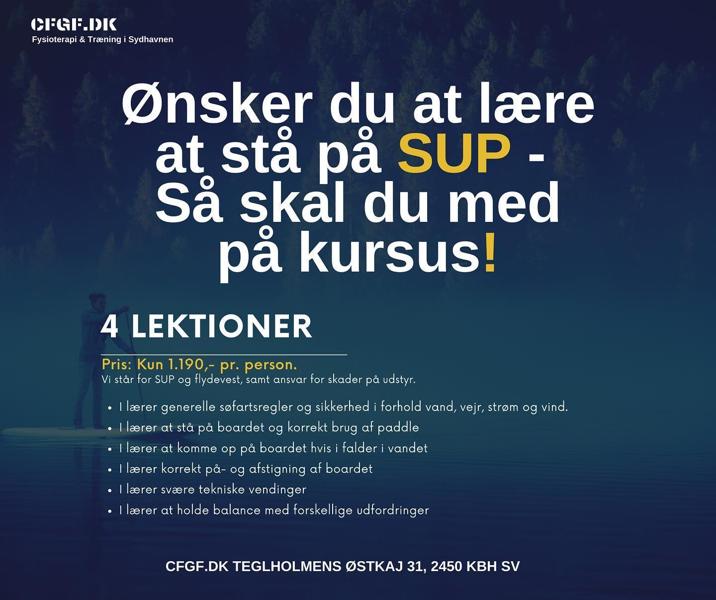 CFGF.DK
Fysioterapi & Træning i Sydhavnen
Ønsker du at lære
at stå på SUP -
Så skal du med
på kursus!
4 LEKTIONER
Pris: Kun 1.190,- pr. person.
Vi står for SUP og flydevest, samt ansvar for skader på udstyr.
• I lærer generelle søfartsregler og sikkerhed i forhold vand, vejr, strøm og vind.
• I lærer at stå på boardet og korrekt brug af paddle
• I lærer at komme op på boardet hvis i falder i vandet
• I lærer korrekt på- og afstigning af boardet
• I lærer svære tekniske vendinger
• I lærer at holde balance med forskellige udfordringer
CFGF.DK TEGLHOLMENS ØSTKAJ 31, 2450 KBH SV